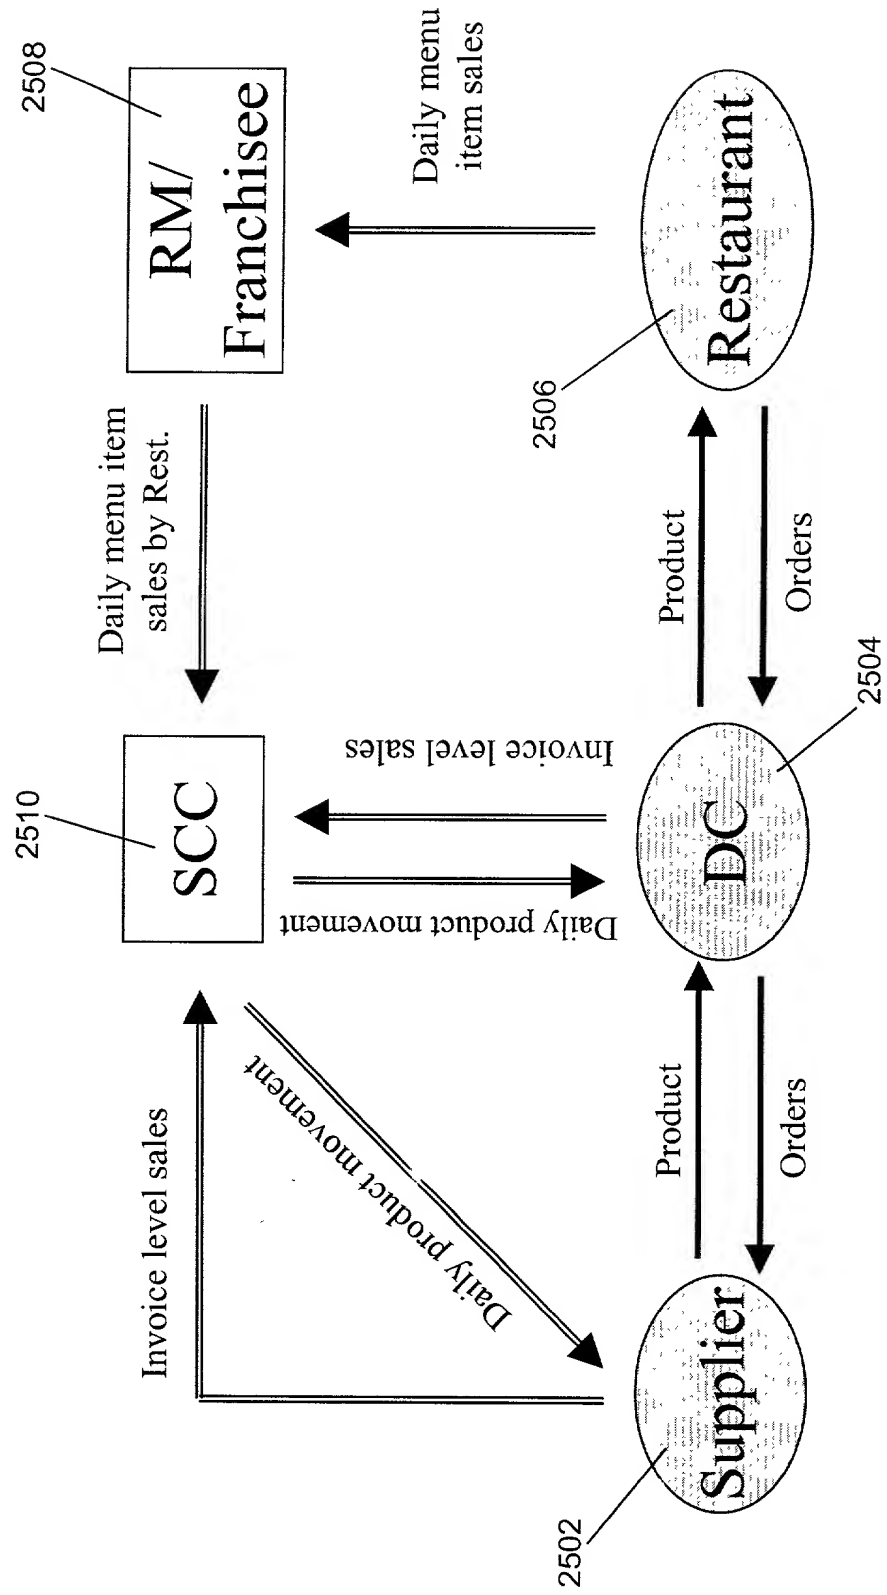 2510
SCC
Daily menu item
sales by Rest.
2508
RM/
Franchisee
Invoice level sales
Daily product movement
Daily product movement
Invoice level sales
Daily menu
item sales
2502
Supplier
Product
Orders
DC
2504
Product
Orders
2506
Restaurant